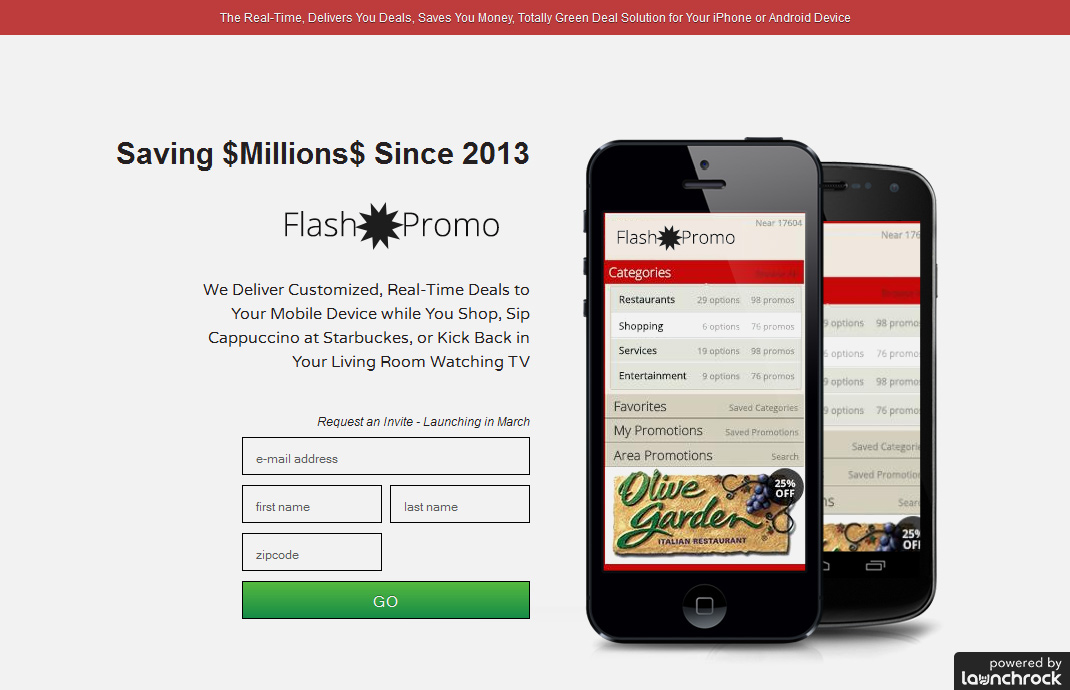 The Real-Time, Delivers You Deals, Saves You Money, Totally Green Deal Solution for Your iPhone or Android Device
Saving $Millions$ Since 2013
Flash Promo
We Deliver Customized, Real-Time Deals to
Your Mobile Device while You Shop, Sip
Cappuccino at Starbuckes, or Kick Back in
Your Living Room Watching TV
Request an Invite - Launching in March
e-mail address
first name
last name
zipcode
GO
Near 17604
Flash Promo
Categories
Restaurants 29 options 98 promos
Shopping 6 options 76 promos
Services 19 options 98 promos
Entertainment 9 options 76 promos
Favorites Saved Categories
My Promotions Saved Promotions
Area Promotions Search
25%
OFF
Olive
Garden
ITALIAN RESTAURANT
Near 176
9 options 98 promo
6 options 76 promo
9 options 98 promo
9 options 76 promo
Saved Categorie
Saved Promotion
ns Sear
25%
OF
powered by
launchrock